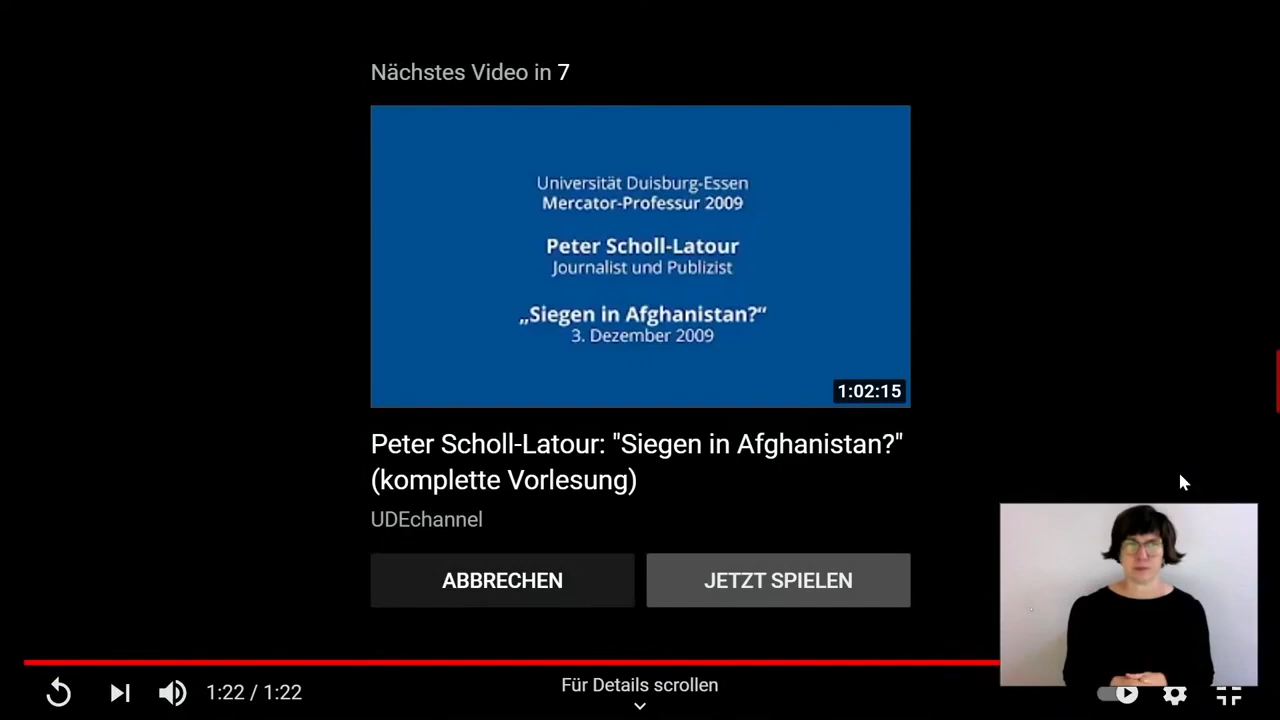 Nächstes Video in 7
Universität Duisburg-Essen
Mercator-Professur 2009
Peter Scholl-Latour
Journalist und Publizist
„Siegen in Afghanistan?“
3. Dezember 2009
1:02:15
Peter Scholl-Latour: "Siegen in Afghanistan?"
(komplette Vorlesung)
UDEchannel
ABBRECHEN
JETZT SPIELEN
1:22 / 1:22
Für Details scrollen